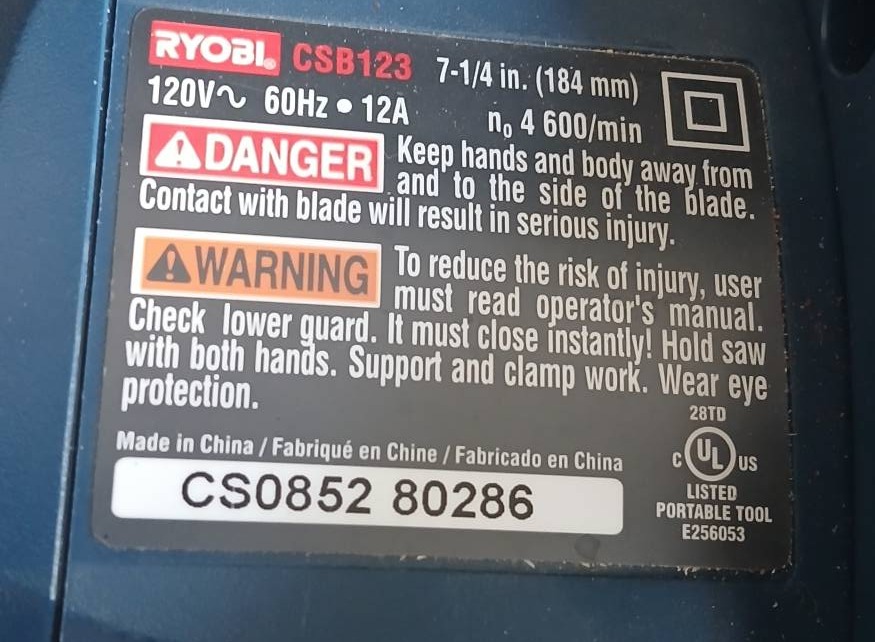 RYOBI® CSB123 7-1/4 in. (184 mm)
120V∿ 60Hz • 12A n₀ 4 600/min
DANGER Keep hands and body away from
and to the side of the blade.
Contact with blade will result in serious injury.
WARNING To reduce the risk of injury, user
must read operator's manual.
Check lower guard. It must close instantly! Hold saw
with both hands. Support and clamp work. Wear eye
protection.
28TD
Made in China / Fabriqué en Chine / Fabricado en China
C UL US
CS0852 80286
LISTED
PORTABLE TOOL
E256053